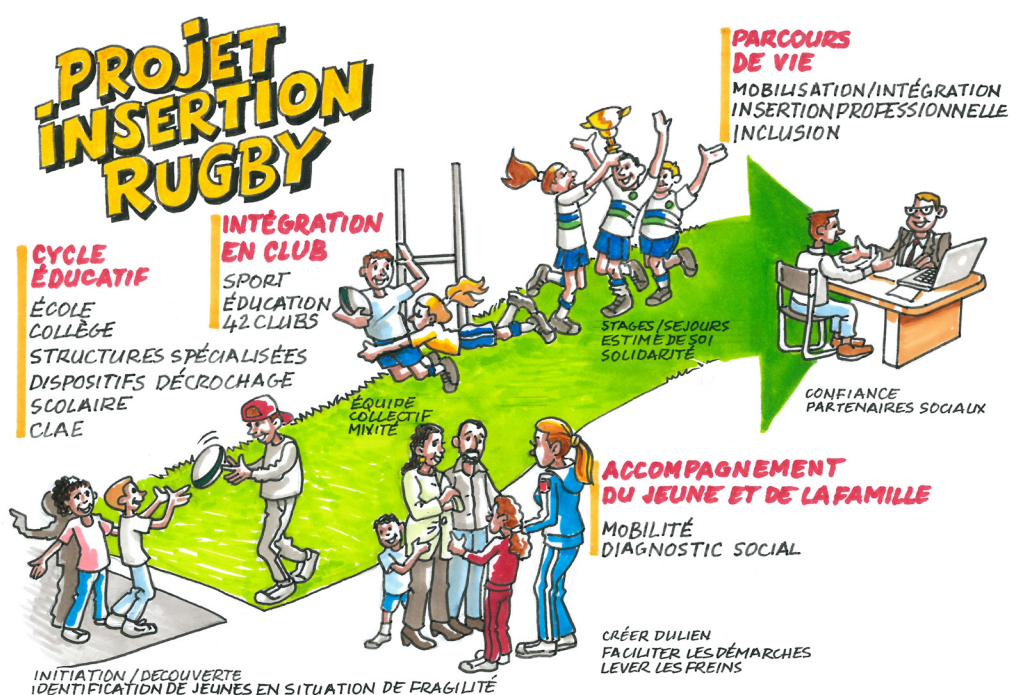 PROJET
INSERTION
RUGBY
CYCLE
ÉDUCATIF
ÉCOLE
COLLÈGE
STRUCTURES SPÉCIALISÉES
DISPOSITIFS DÉCROCHAGE
SCOLAIRE
CLAE
INTÉGRATION
EN CLUB
SPORT
ÉDUCATION
42 CLUBS
PARCOURS
DE VIE
MOBILISATION/INTÉGRATION
INSERTION PROFESSIONNELLE
INCLUSION
STAGES/SEJOURS
ESTIME DE SOI
SOLIDARITÉ
ÉQUIPE
COLLECTIF
MIXITÉ
CONFIANCE
PARTENAIRES SOCIAUX
ACCOMPAGNEMENT
DU JEUNE ET DE LA FAMILLE
MOBILITÉ
DIAGNOSTIC SOCIAL
CRÉER DU LIEN
FACILITER LES DÉMARCHES
LEVER LES FREINS
INITIATION/DECOUVERTE
IDENTIFICATION DE JEUNES EN SITUATION DE FRAGILITÉ